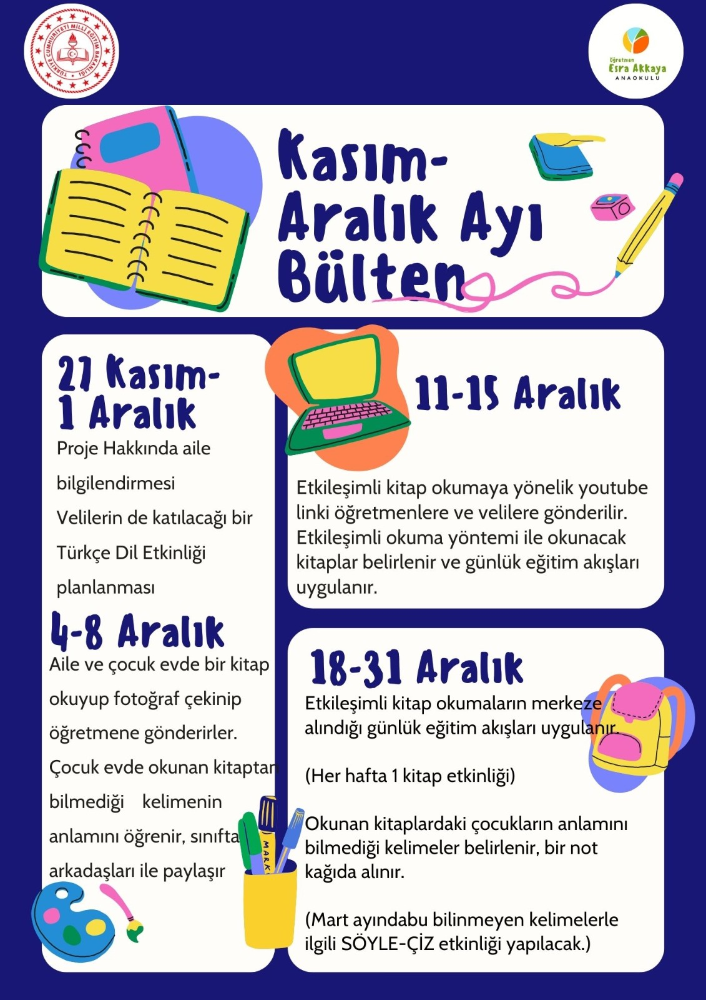 TÜRKİYE CUMHURİYETİ MİLLİ EĞİTİM BAKANLIĞI
Öğretmen
Esra Akkaya
ANAOKULU
Kasım-
Aralık Ayı
Bülten
27 Kasım-
1 Aralık
Proje Hakkında aile
bilgilendirmesi
Velilerin de katılacağı bir
Türkçe Dil Etkinliği
planlanması
4-8 Aralık
Aile ve çocuk evde bir kitap
okuyup fotoğraf çekinip
öğretmene gönderirler.
Çocuk evde okunan kitaptan
bilmediği kelimenin
anlamını öğrenir, sınıfta
arkadaşları ile paylaşır
MARK
11-15 Aralık
Etkileşimli kitap okumaya yönelik youtube
linki öğretmenlere ve velilere gönderilir.
Etkileşimli okuma yöntemi ile okunacak
kitaplar belirlenir ve günlük eğitim akışları
uygulanır.
18-31 Aralık
Etkileşimli kitap okumaların merkeze
alındığı günlük eğitim akışları uygulanır.
(Her hafta 1 kitap etkinliği)
Okunan kitaplardaki çocukların anlamını
bilmediği kelimeler belirlenir, bir not
kağıda alınır.
(Mart ayındabu bilinmeyen kelimelerle
ilgili SÖYLE-ÇİZ etkinliği yapılacak.)